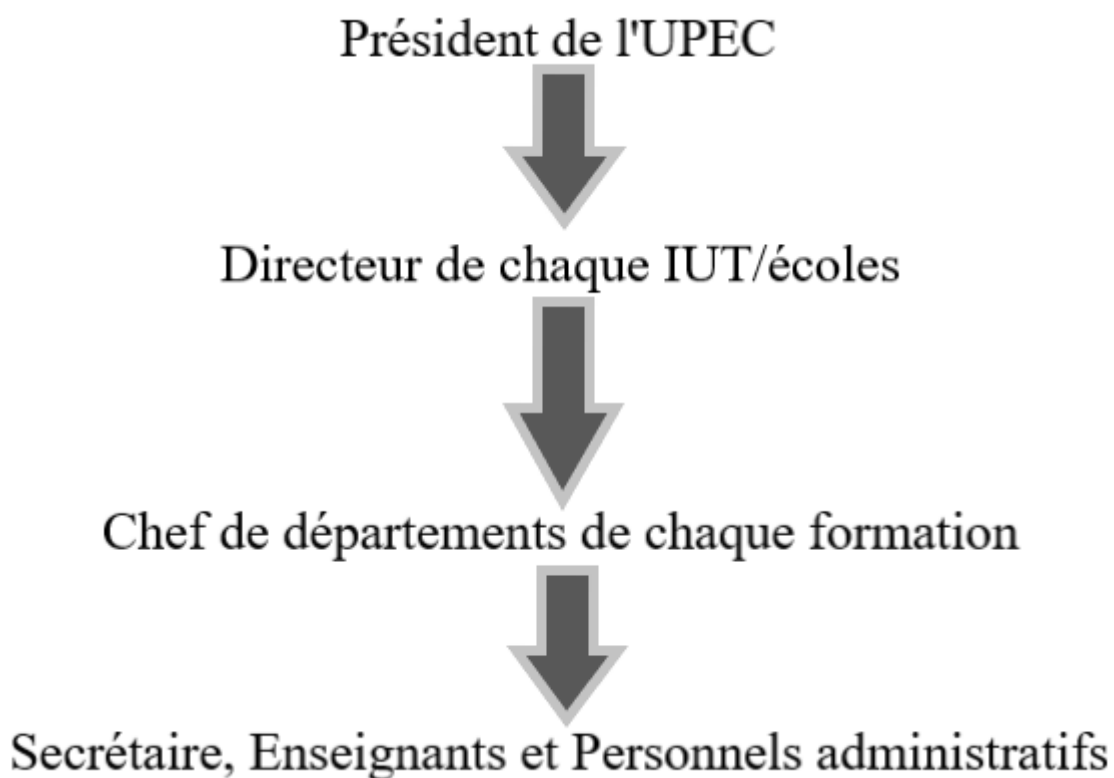 Président de l'UPEC
Directeur de chaque IUT/écoles
Chef de départements de chaque formation
Secrétaire, Enseignants et Personnels administratifs